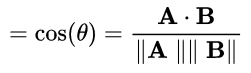 = cos(θ) = A · B / ‖A‖‖B‖